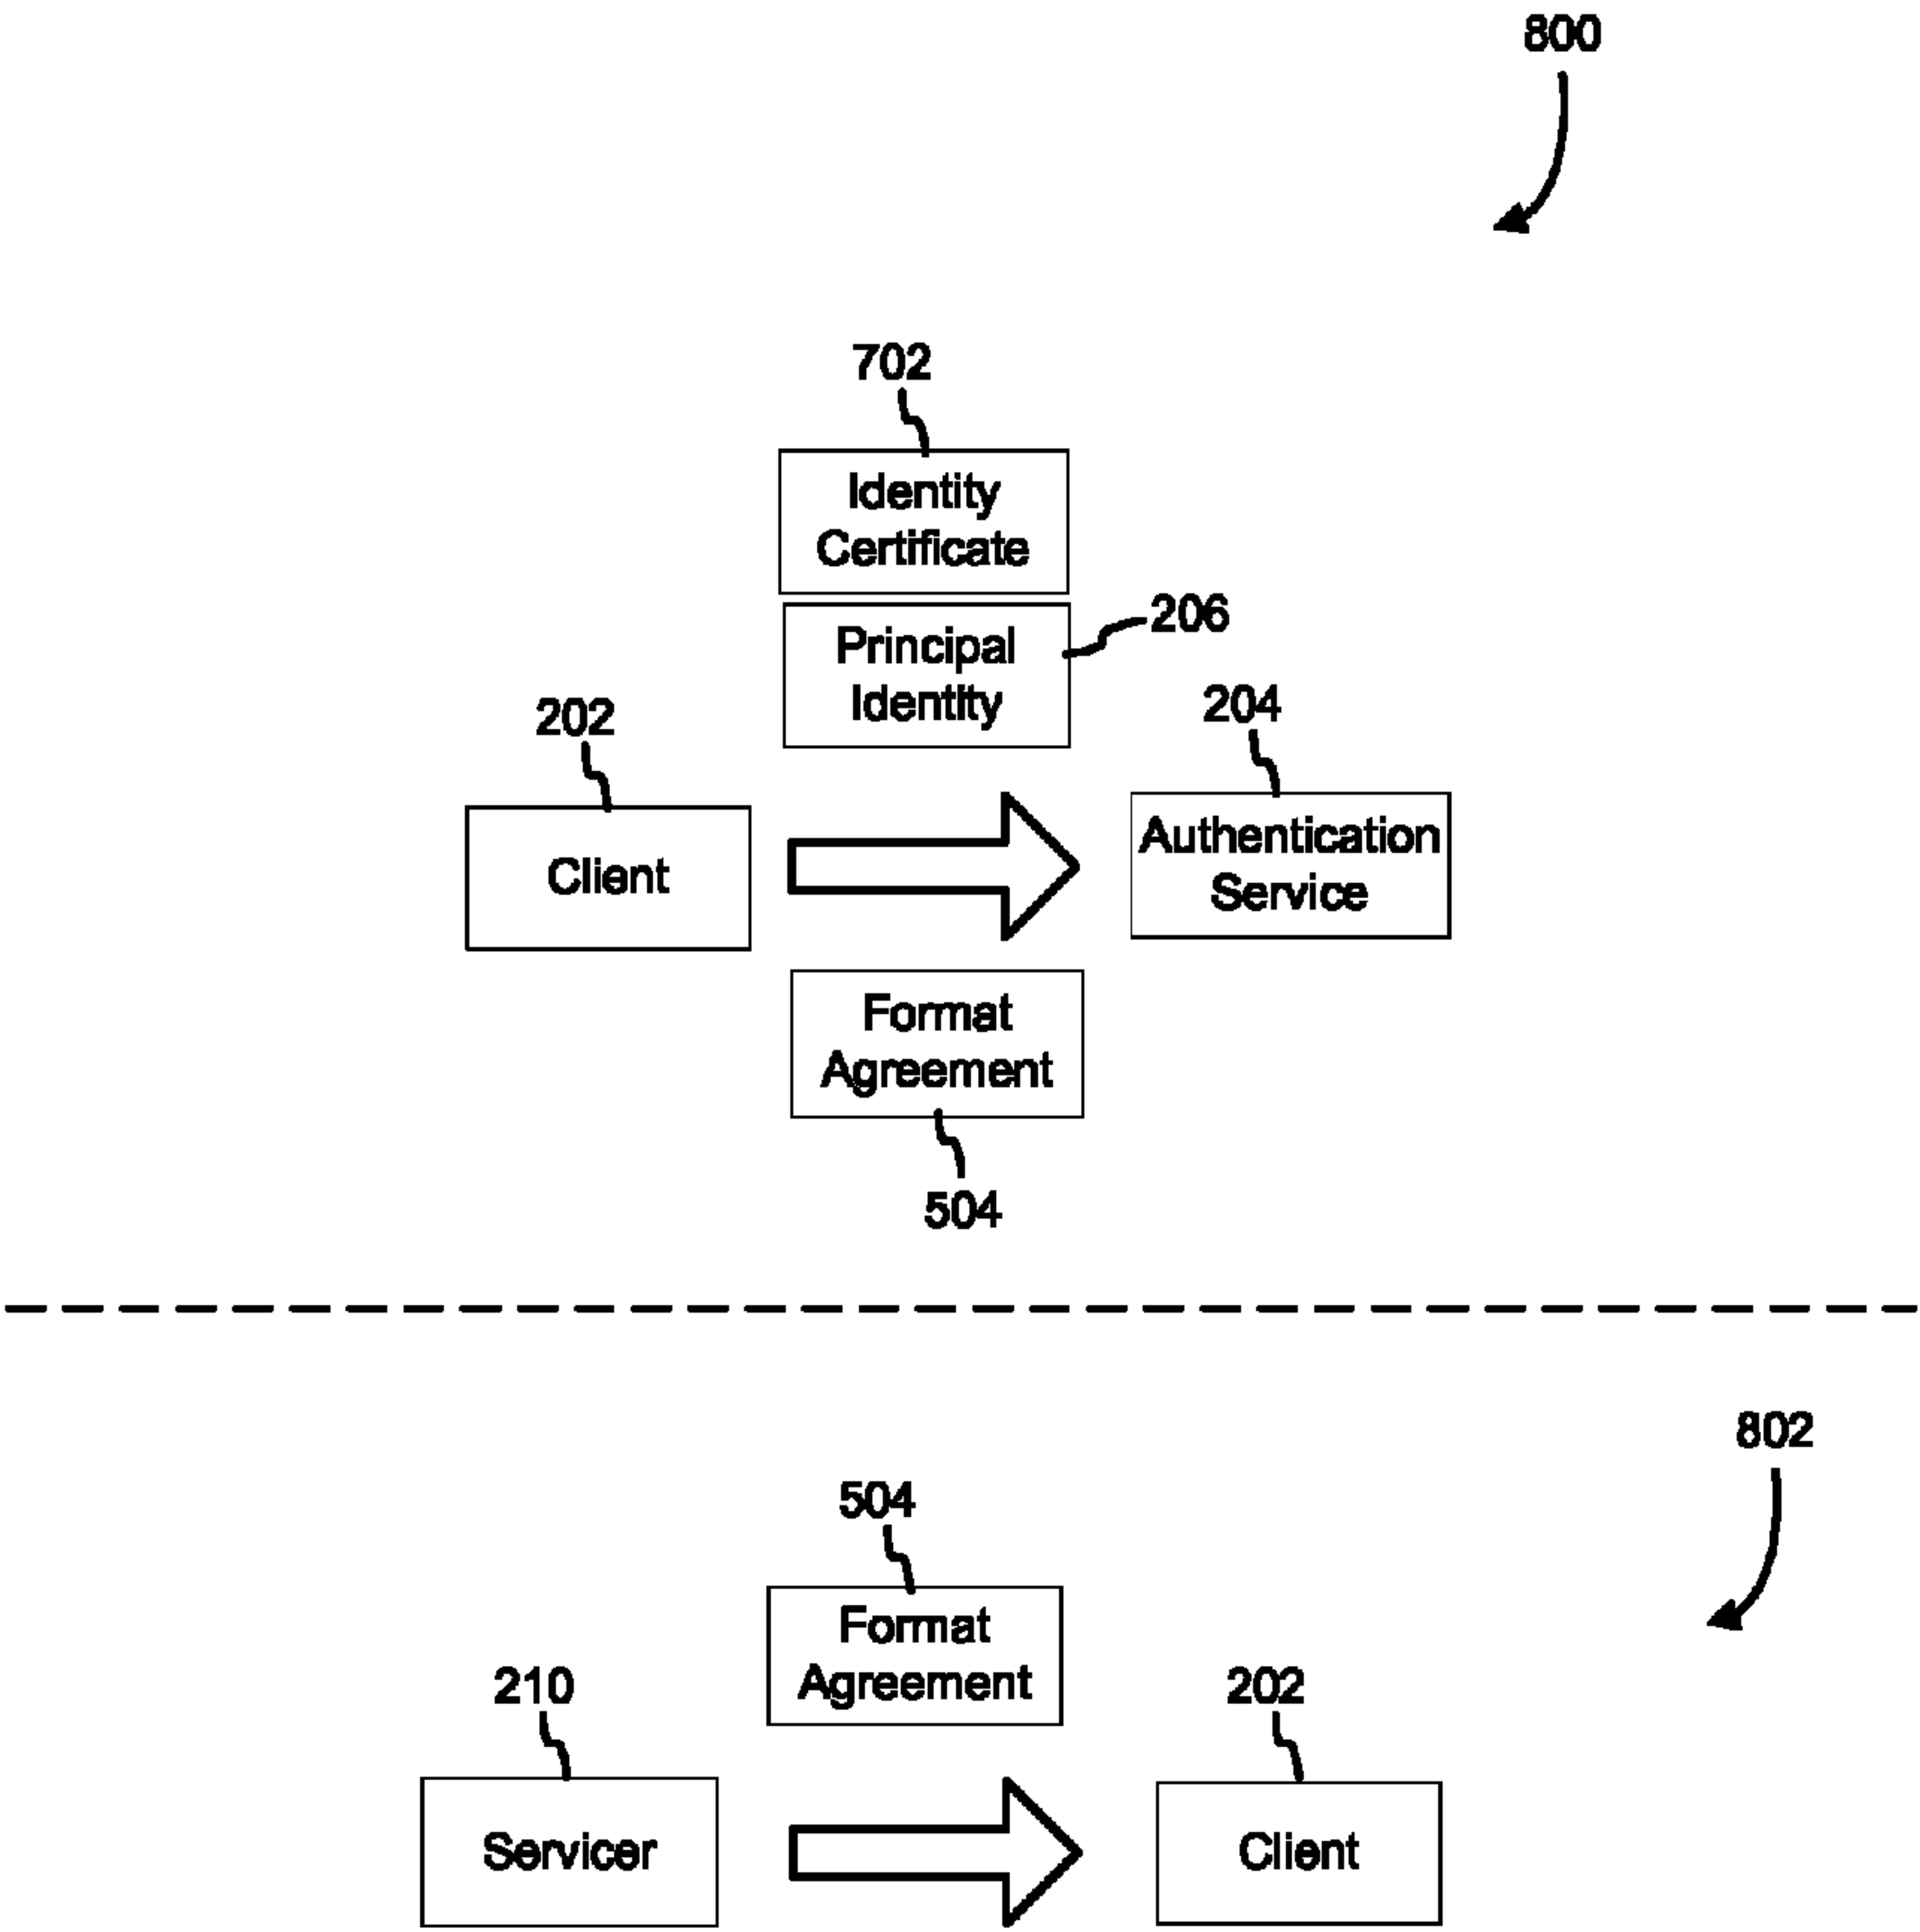 800
702
Identity
Certificate
206
Principal
Identity
202
204
Client
Authentication
Service
Format
Agreement
504
802
504
Format
Agreement
210
202
Servicer
Client